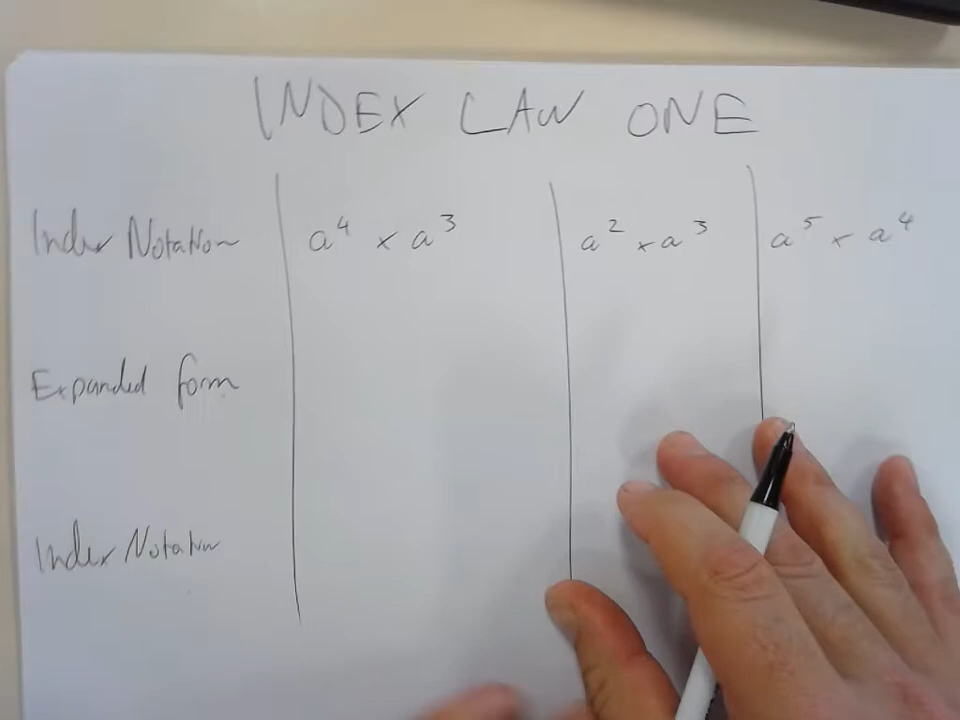 INDEX LAW ONE
Index Notation a⁴ × a³ a² × a³ a⁵ × a⁴
Expanded form
Index Notation